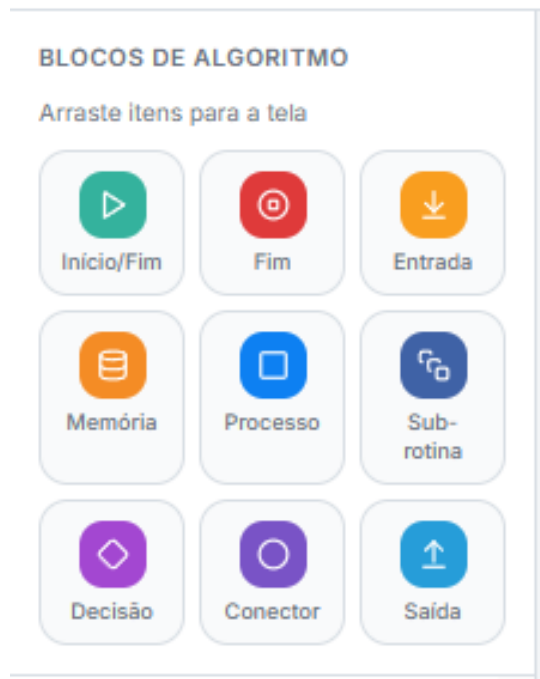 BLOCOS DE ALGORITMO
Arraste itens para a tela
Início/Fim
Fim
Entrada
Memória
Processo
Sub-
rotina
Decisão
Conector
Saída